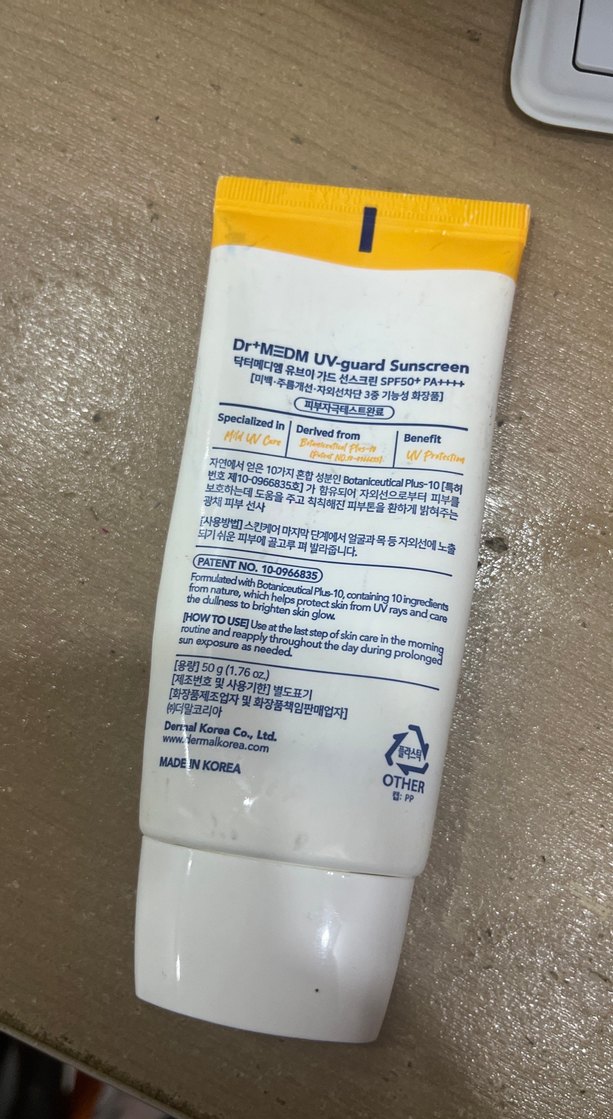 Dr+MEDM UV-guard Sunscreen
닥터메디엠 유브이 가드 선스크린 SPF50+ PA++++
[미백·주름개선·자외선차단 3중 기능성 화장품]
피부자극테스트완료
Specialized in
Mild UV Care
Derived from
Botaniceutical Plus-10
(Patent NO.10-0966835)
Benefit
UV Protection
자연에서 얻은 10가지 혼합 성분인 Botaniceutical Plus-10 [특허
번호 제10-0966835호] 가 함유되어 자외선으로부터 피부를
보호하는데 도움을 주고 칙칙해진 피부톤을 환하게 밝혀주는
광채 피부 선사
[사용방법] 스킨케어 마지막 단계에서 얼굴과 목 등 자외선에 노출
되기 쉬운 피부에 골고루 펴 발라줍니다.
PATENT NO. 10-0966835
Formulated with Botaniceutical Plus-10, containing 10 ingredients
from nature, which helps protect skin from UV rays and care
the dullness to brighten skin glow.
[HOW TO USE] Use at the last step of skin care in the morning
routine and reapply throughout the day during prolonged
sun exposure as needed.
[용량] 50 g (1.76 oz.)
[제조번호 및 사용기한] 별도표기
[화장품제조업자 및 화장품책임판매업자]
㈜더말코리아
Dermal Korea Co., Ltd.
www.dermalkorea.com
MADE IN KOREA
플라스틱
OTHER
캡: PP